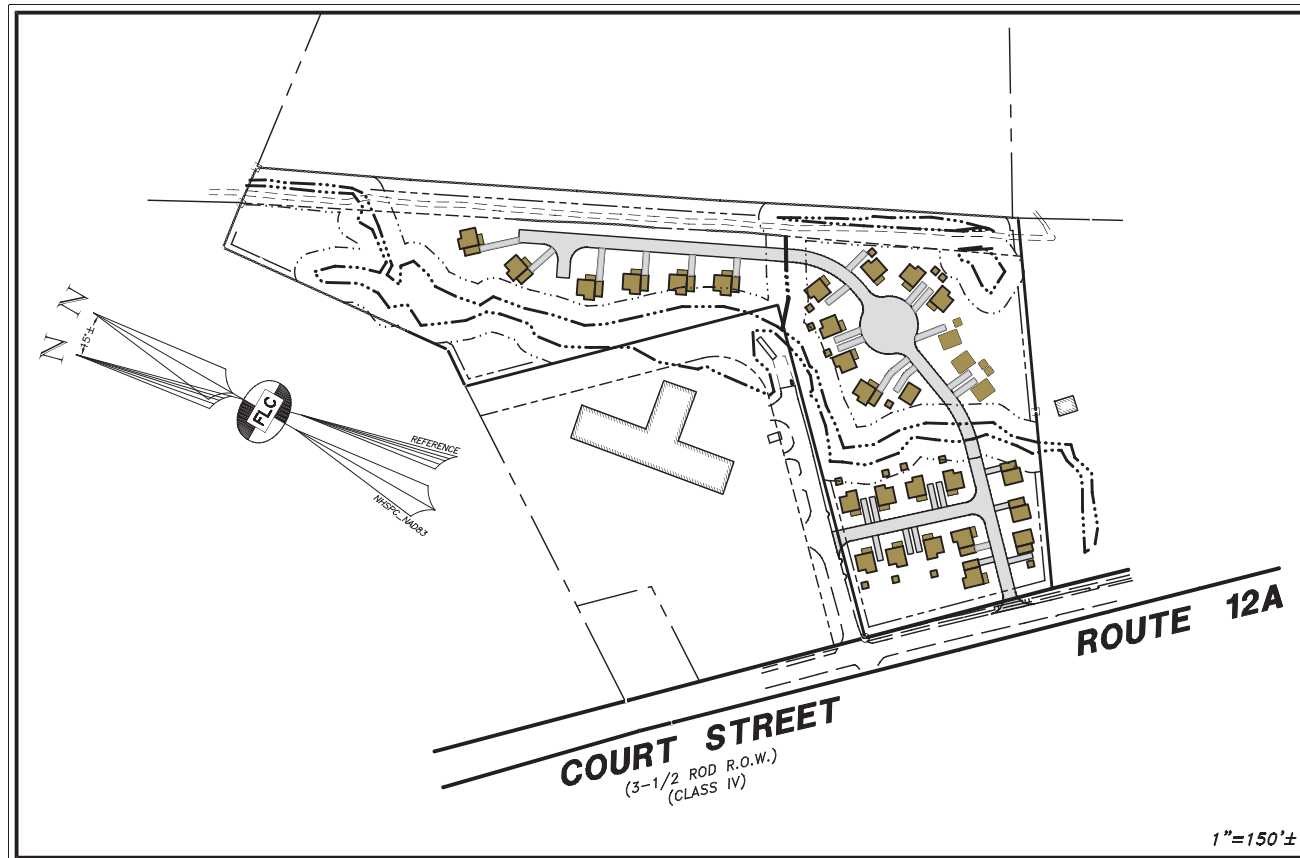 N
N
15°±
FLC
REFERENCE
NHSPC_NAD83
COURT STREET
(3-1/2 ROD R.O.W.)
(CLASS IV)
ROUTE 12A
1"=150'±